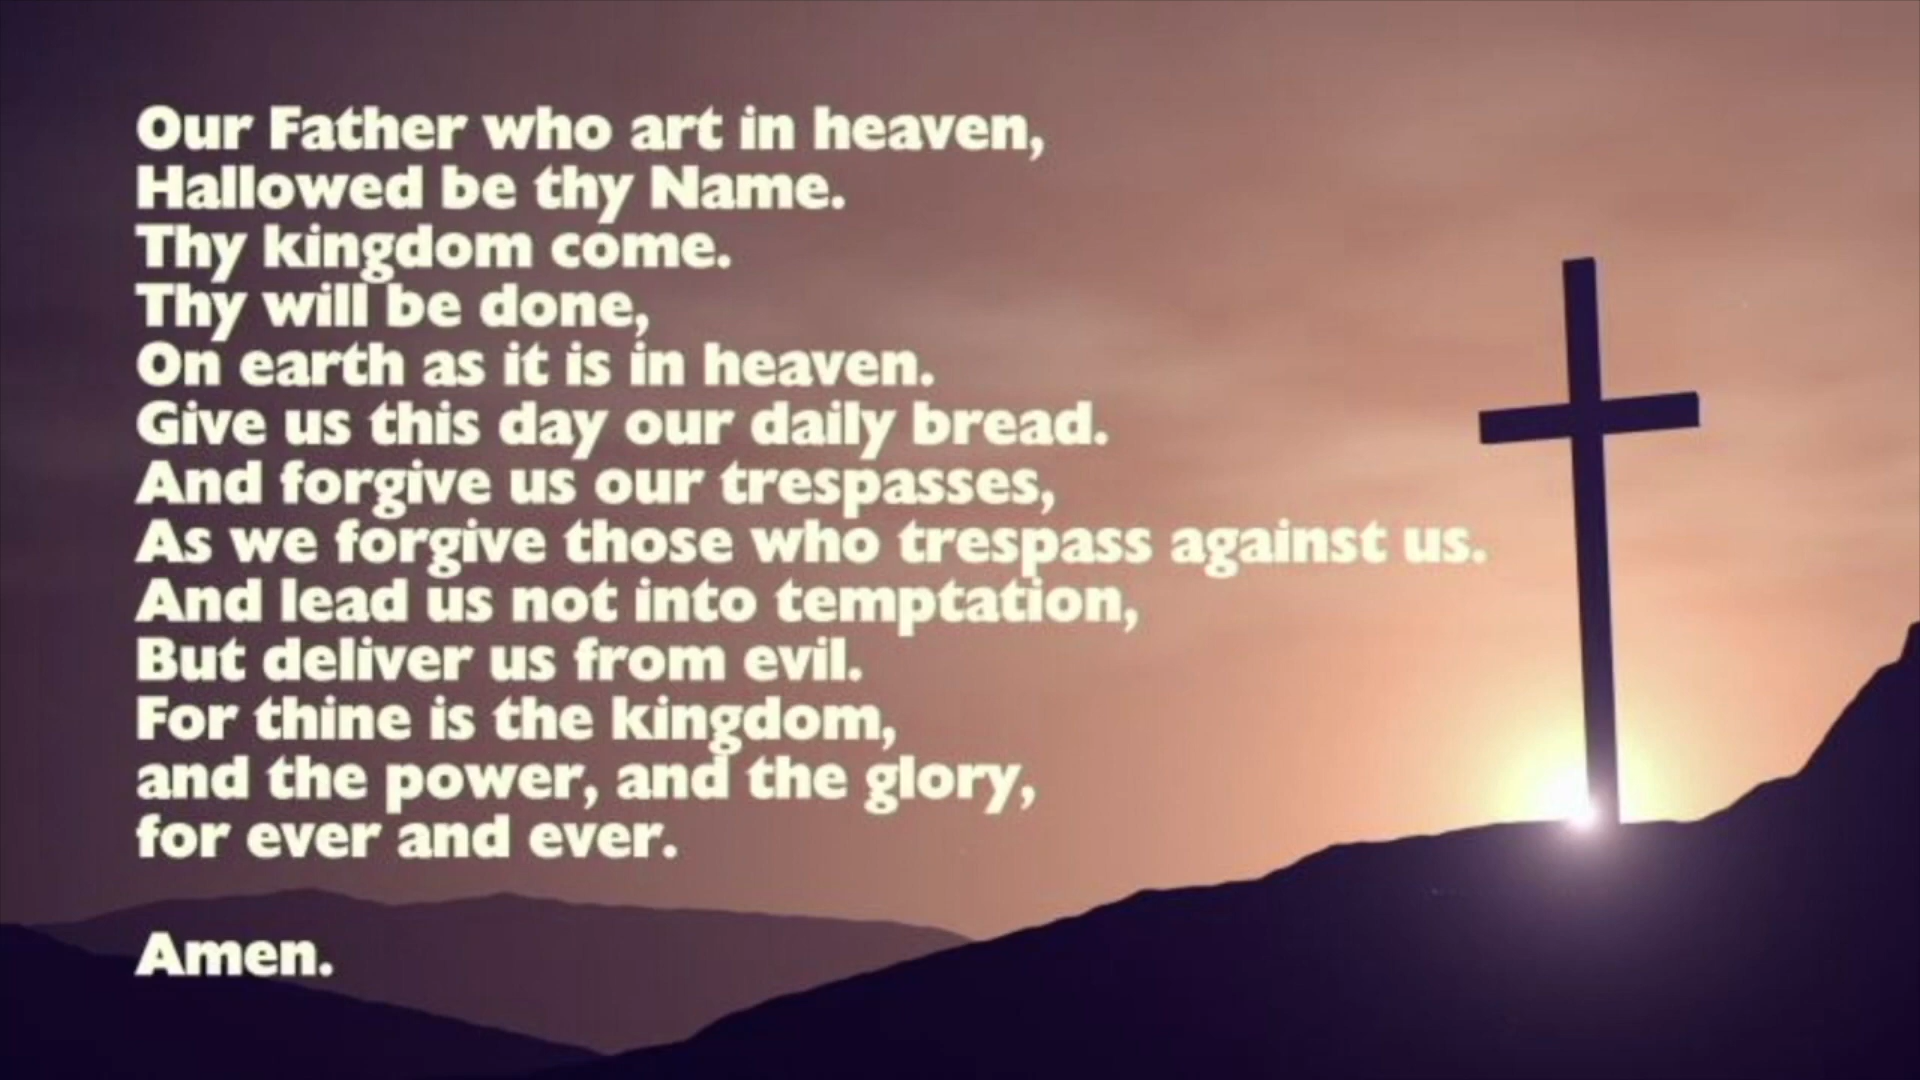 Our Father who art in heaven,
Hallowed be thy Name.
Thy kingdom come.
Thy will be done,
On earth as it is in heaven.
Give us this day our daily bread.
And forgive us our trespasses,
As we forgive those who trespass against us.
And lead us not into temptation,
But deliver us from evil.
For thine is the kingdom,
and the power, and the glory,
for ever and ever.
Amen.